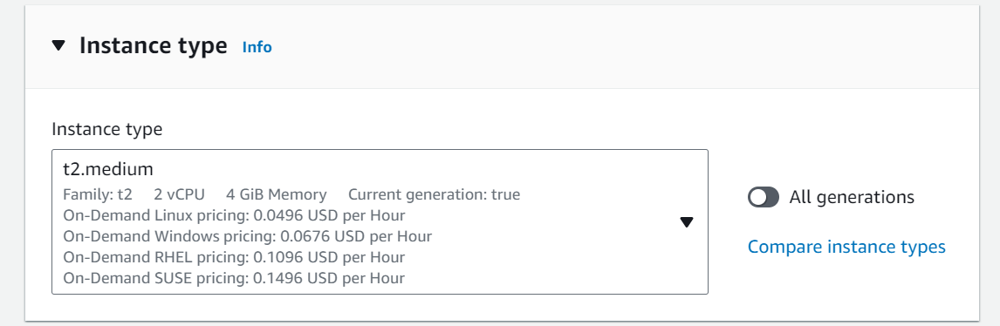 Instance type Info
Instance type
t2.medium
Family: t2 2 vCPU 4 GiB Memory Current generation: true
On-Demand Linux pricing: 0.0496 USD per Hour
On-Demand Windows pricing: 0.0676 USD per Hour
On-Demand RHEL pricing: 0.1096 USD per Hour
On-Demand SUSE pricing: 0.1496 USD per Hour
All generations
Compare instance types